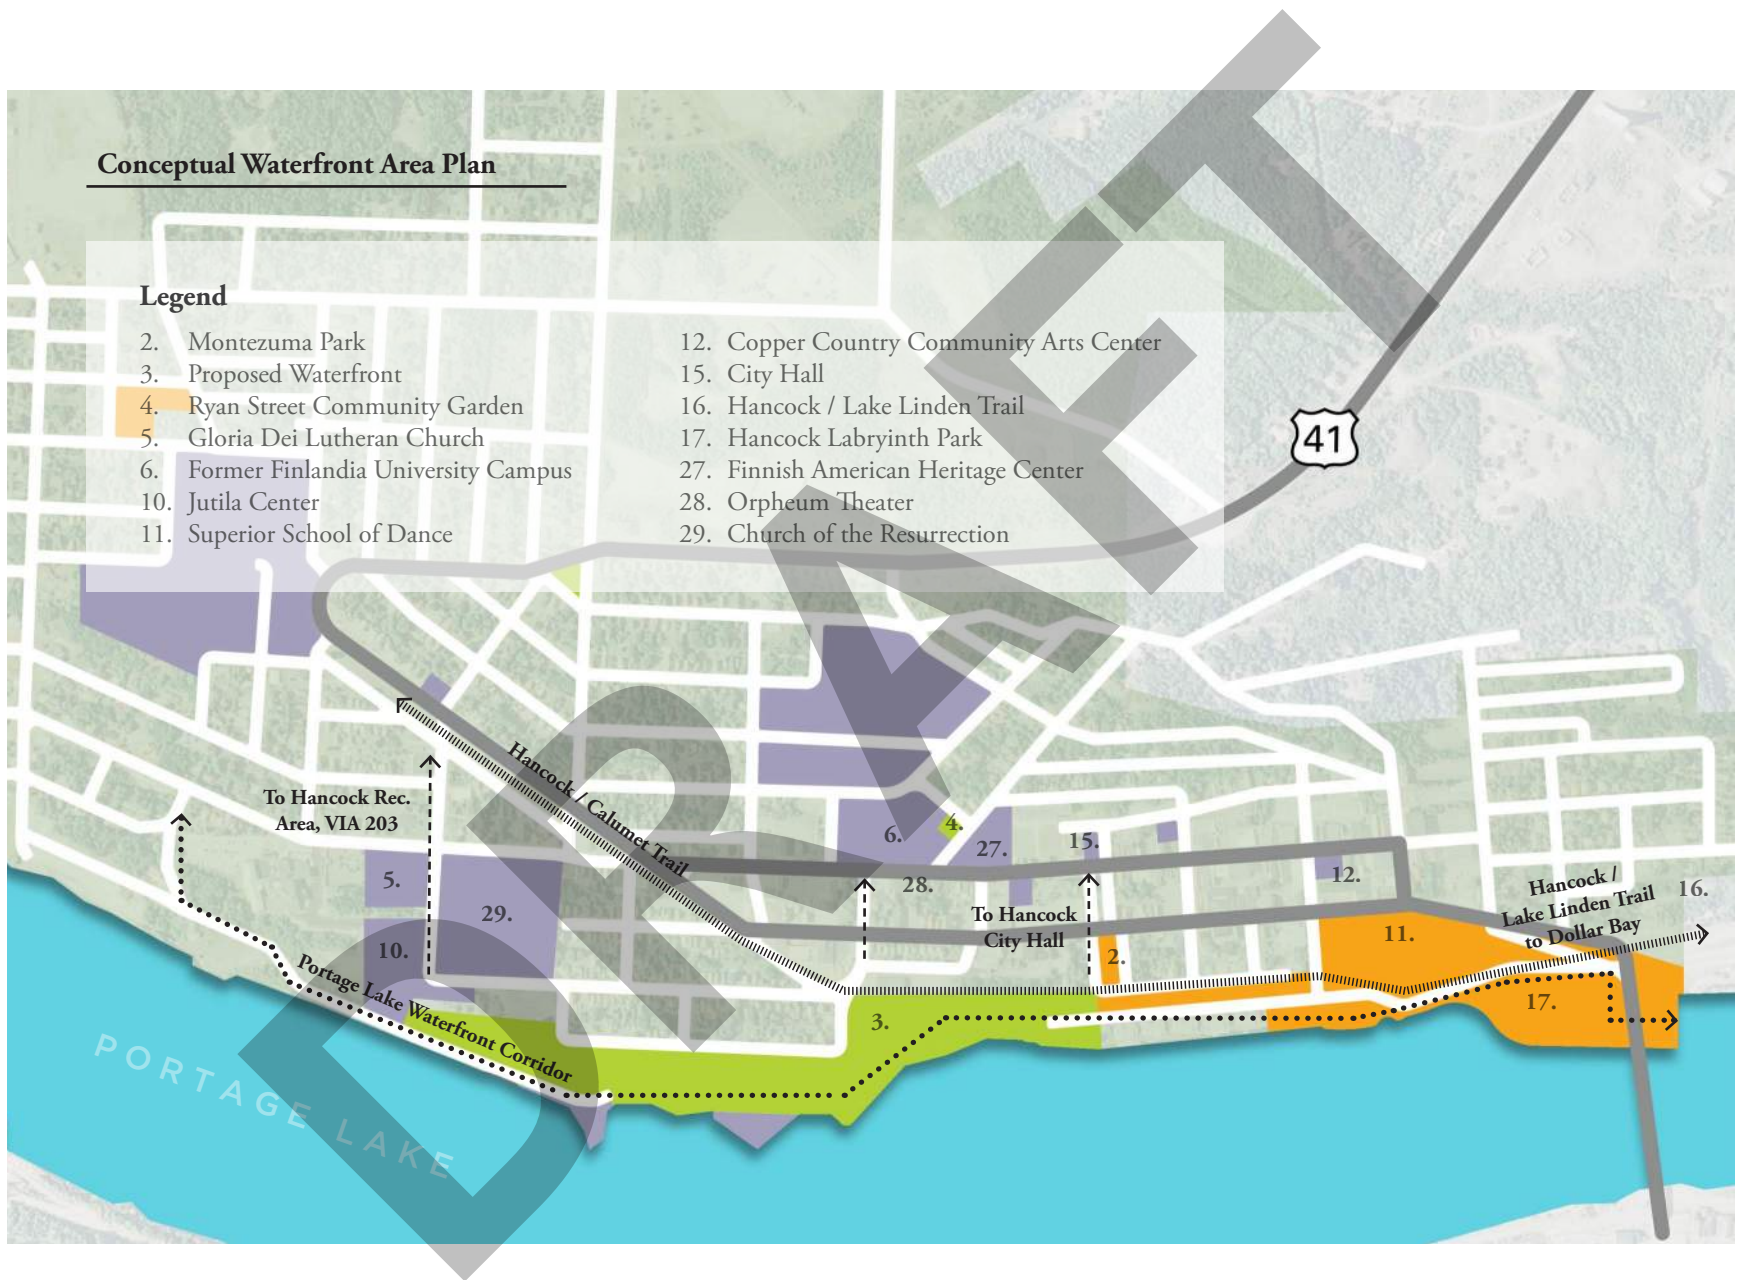 Conceptual Waterfront Area Plan
Legend
2. Montezuma Park
3. Proposed Waterfront
4. Ryan Street Community Garden
5. Gloria Dei Lutheran Church
6. Former Finlandia University Campus
10. Jutila Center
11. Superior School of Dance
12. Copper Country Community Arts Center
15. City Hall
16. Hancock / Lake Linden Trail
17. Hancock Labryinth Park
27. Finnish American Heritage Center
28. Orpheum Theater
29. Church of the Resurrection
41
To Hancock Rec.
Area, VIA 203
Hancock / Calumet Trail
4.
6.
27.
15.
28.
12.
5.
29.
10.
To Hancock
City Hall
2.
11.
Hancock /
Lake Linden Trail
to Dollar Bay
16.
3.
17.
Portage Lake Waterfront Corridor
PORTAGE LAKE
DRAFT